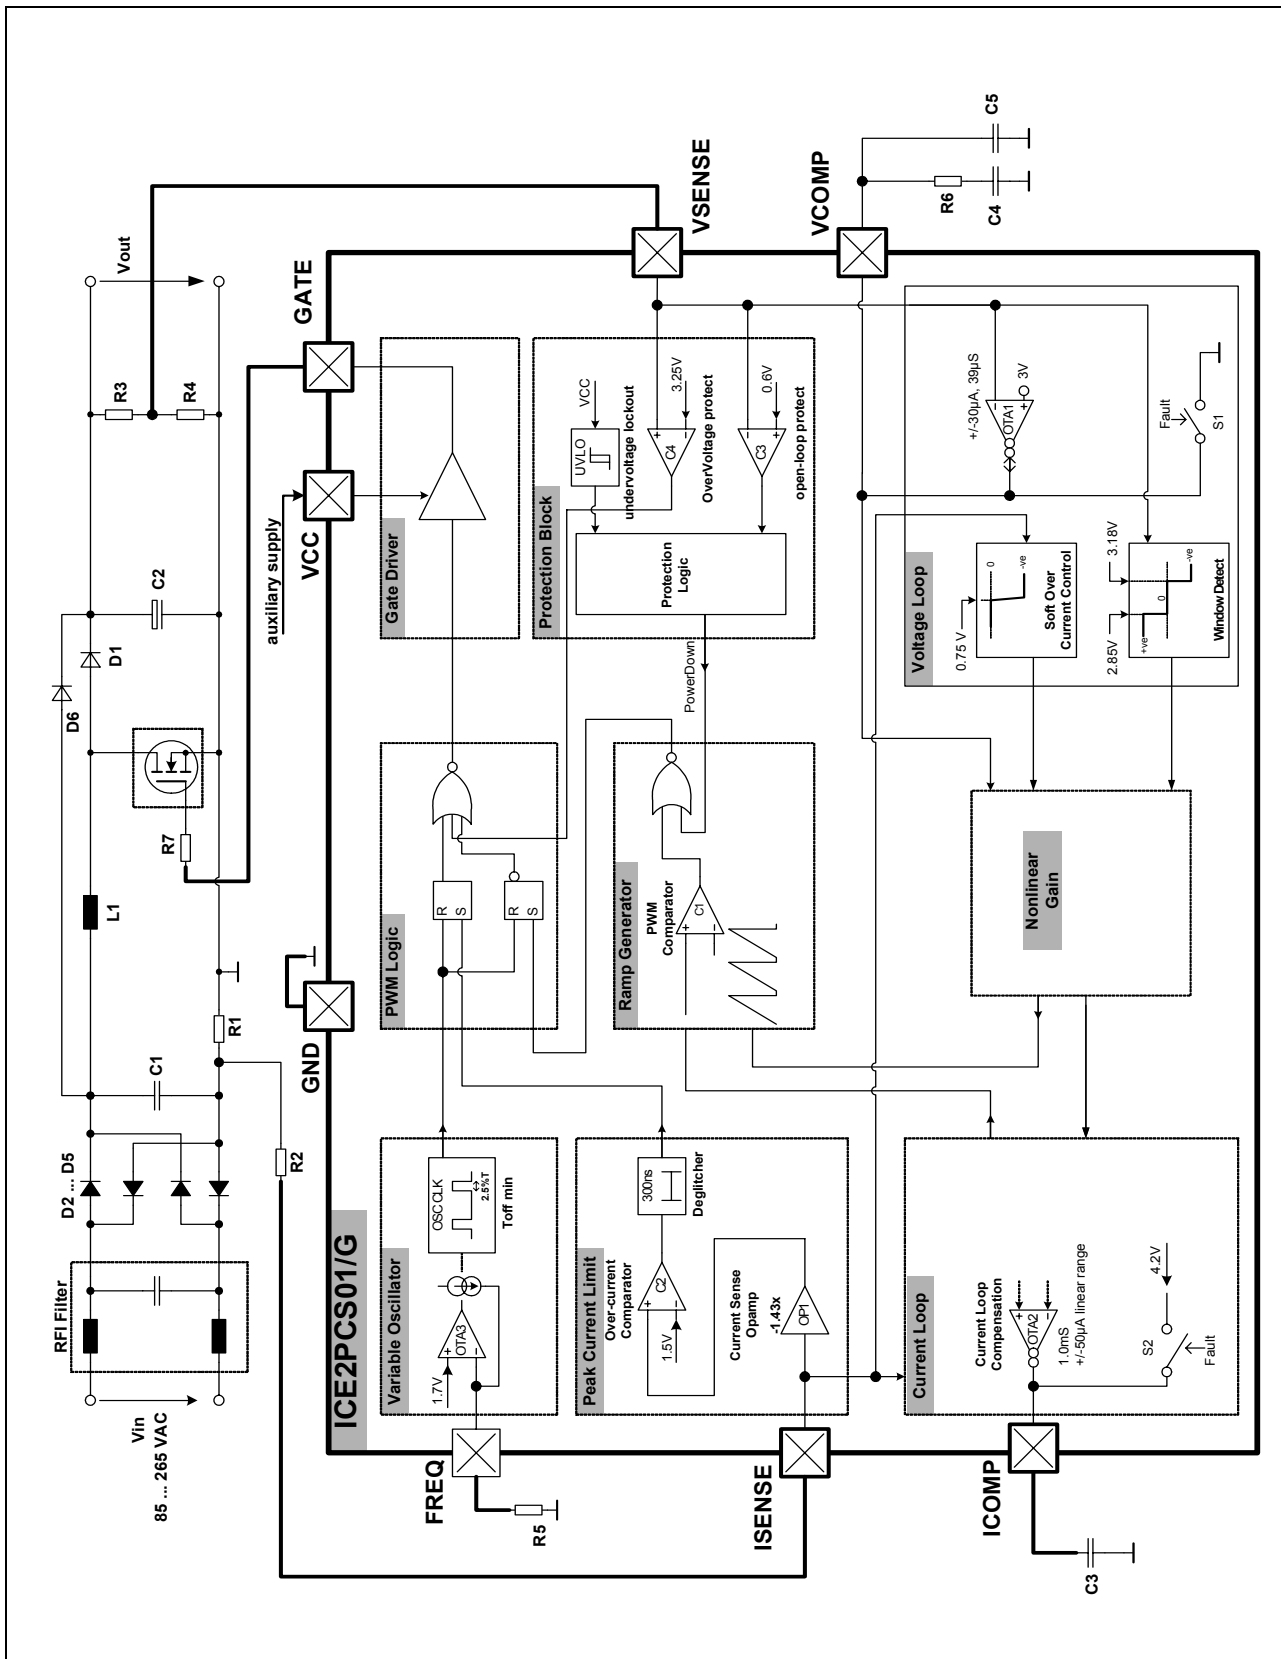 RFI Filter
Vin
85 ... 265 VAC
D2 ... D5
C1
R1
R2
L1
R7
D6
D1
C2
R3
R4
Vout
GND
auxiliary supply
VCC
GATE
ICE2PCS01/G
FREQ
R5
Variable Oscillator
1.7V
+
−
OTA3
OSC CLK
2.5%T
Toff min
PWM Logic
R
S
R
S
Gate Driver
ISENSE
Peak Current Limit
Over-current
Comparator
1.5V
+
−
C2
300ns
Deglitcher
Current Sense
Opamp
-1.43x
OP1
Ramp Generator
PWM
Comparator
+
−
C1
PowerDown
Protection Block
Protection
Logic
UVLO
VCC
undervoltage lockout
C4
+
−
3.25V
OverVoltage protect
C3
−
+
0.6V
open-loop protect
VSENSE
VCOMP
R6
C4
C5
ICOMP
C3
Current Loop
Current Loop
Compensation
+
−
OTA2
1.0mS
+/-50µA linear range
S2
Fault
4.2V
Nonlinear
Gain
Voltage Loop
0.75 V
0
-ve
Soft Over
Current Control
2.85V
3.18V
+ve
0
-ve
Window Detect
+/-30µA, 39µS
−
+
OTA1
3V
Fault
S1